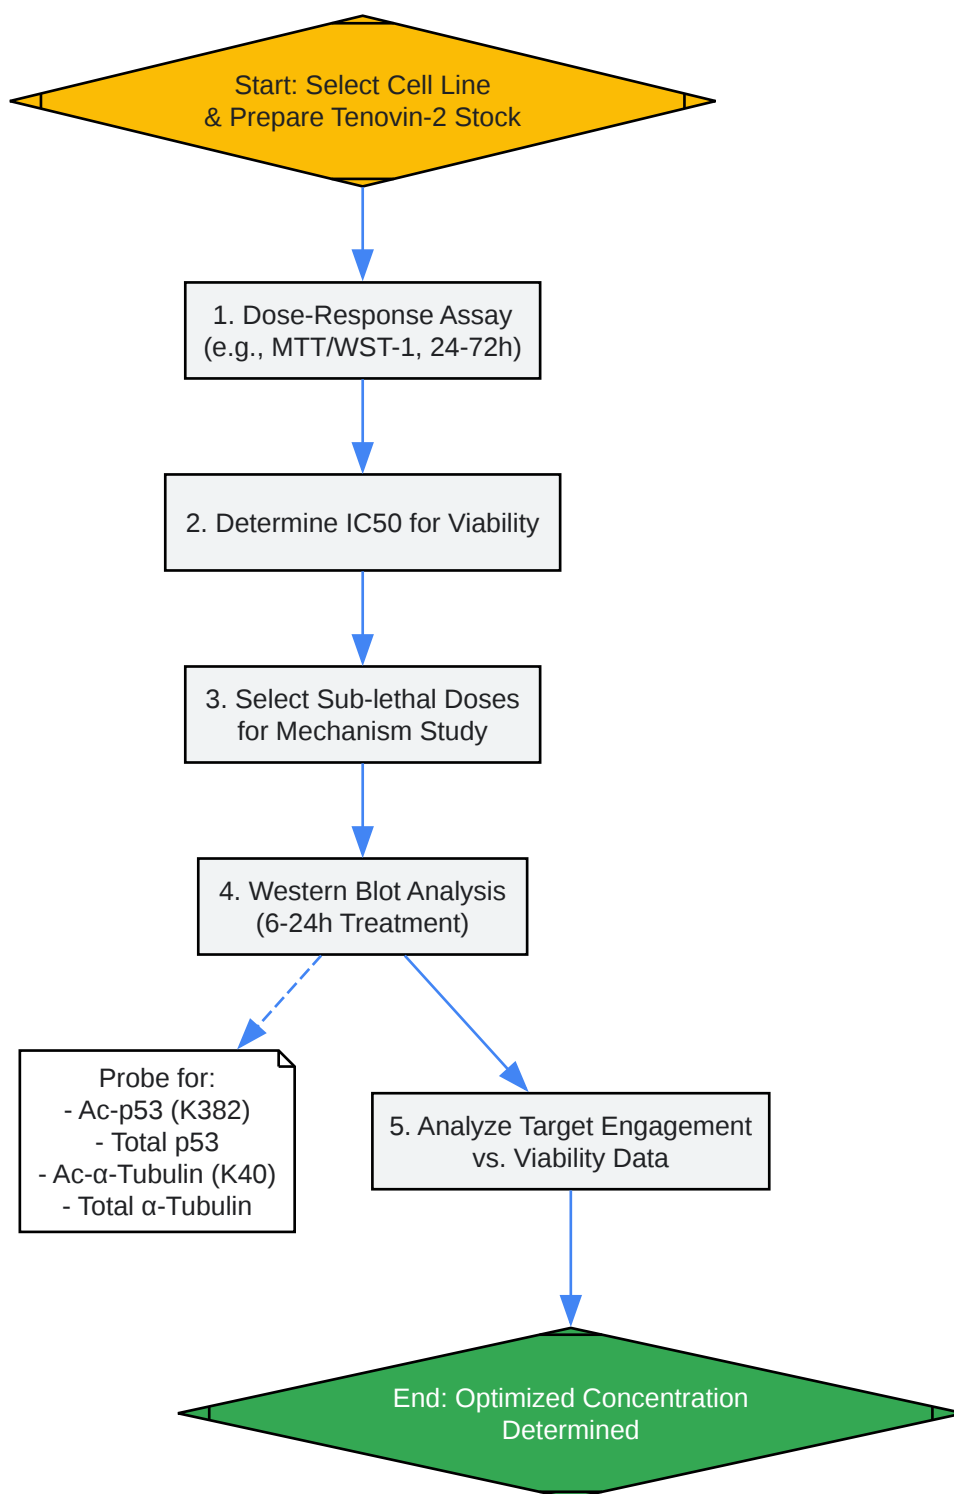 Start: Select Cell Line
& Prepare Tenovin-2 Stock
1. Dose-Response Assay
(e.g., MTT/WST-1, 24-72h)
2. Determine IC50 for Viability
3. Select Sub-lethal Doses
for Mechanism Study
4. Western Blot Analysis
(6-24h Treatment)
Probe for:
- Ac-p53 (K382)
- Total p53
- Ac-α-Tubulin (K40)
- Total α-Tubulin
5. Analyze Target Engagement
vs. Viability Data
End: Optimized Concentration
Determined